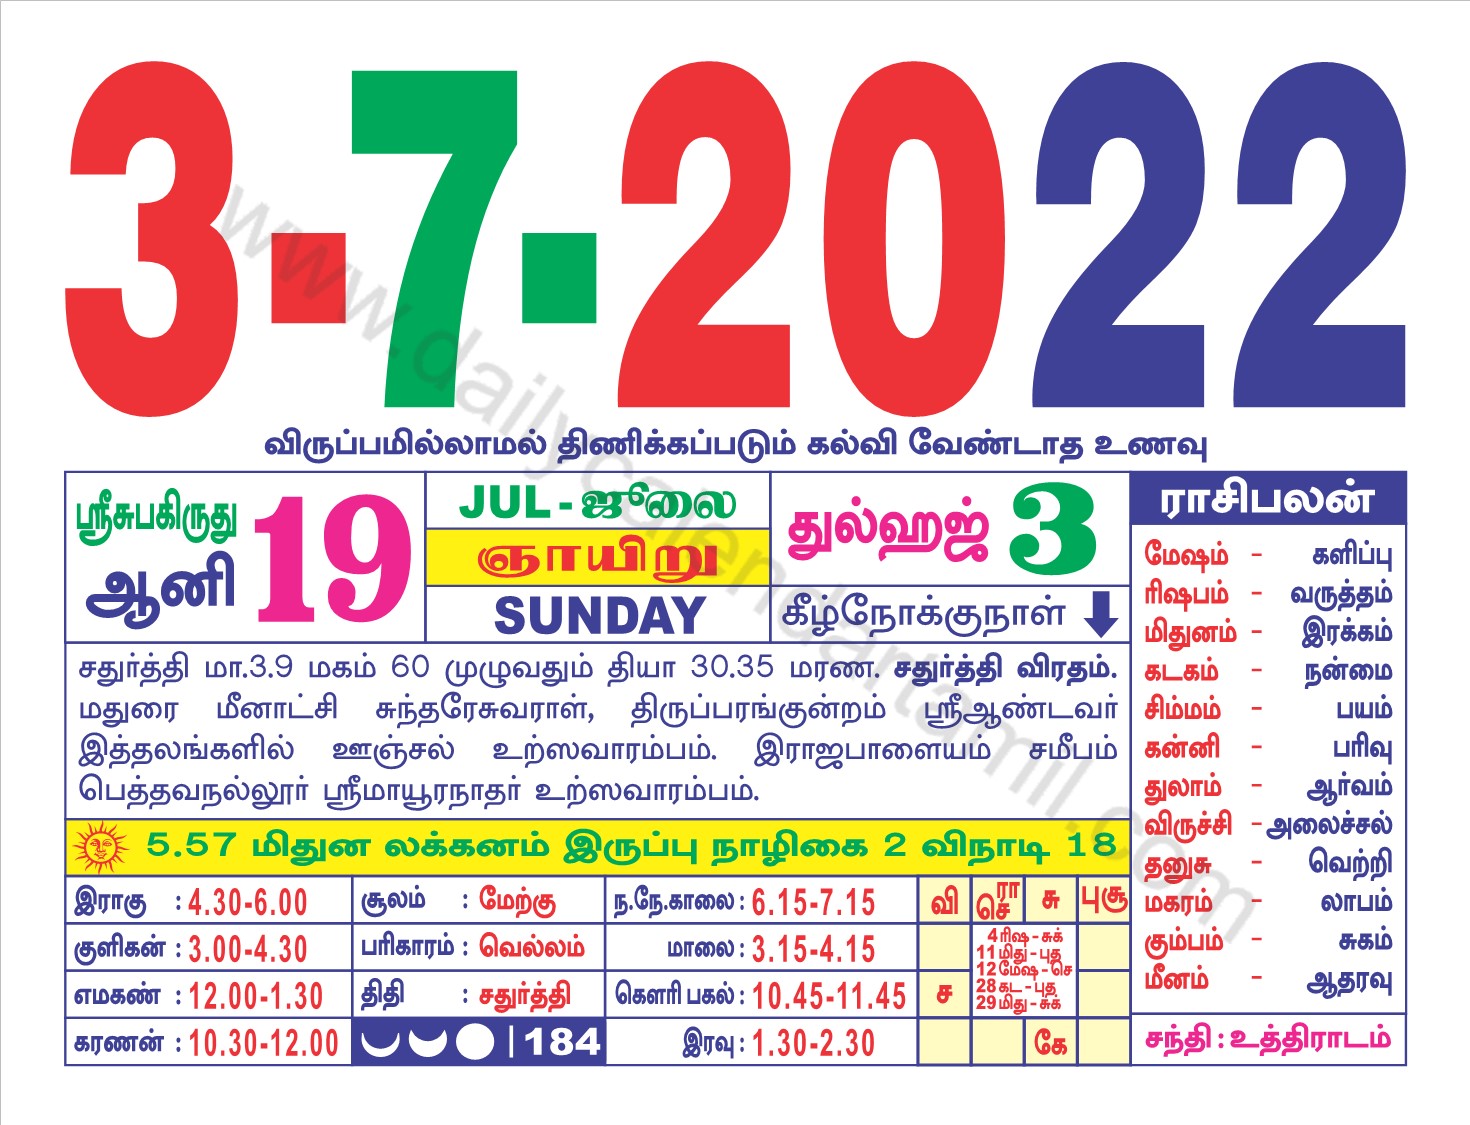 3-7-2022
விருப்பமில்லாமல் திணிக்கப்படும் கல்வி வேண்டாத உணவு
ஸ்ரீசுபகிருது
ஆனி 19
JUL - ஜூலை
ஞாயிறு
SUNDAY
துல்ஹஜ் 3
கீழ்நோக்குநாள்
சதுர்த்தி மா.3.9 மகம் 60 முழுவதும் தியா 30.35 மரண. சதுர்த்தி விரதம்.
மதுரை மீனாட்சி சுந்தரேசுவராள், திருப்பரங்குன்றம் ஸ்ரீஆண்டவர்
இத்தலங்களில் ஊஞ்சல் உற்ஸவாரம்பம். இராஜபாளையம் சமீபம்
பெத்தவநல்லூர் ஸ்ரீமாயூரநாதர் உற்ஸவாரம்பம்.
5.57 மிதுன லக்கனம் இருப்பு நாழிகை 2 விநாடி 18
இராகு : 4.30-6.00
குளிகன் : 3.00-4.30
எமகண் : 12.00-1.30
கரணன் : 10.30-12.00
சூலம் : மேற்கு
பரிகாரம் : வெல்லம்
திதி : சதுர்த்தி
184
ந.நே.காலை : 6.15-7.15
மாலை : 3.15-4.15
கௌரி பகல் : 10.45-11.45
இரவு : 1.30-2.30
வி
ரா
செ
சு
புசூ
ச
4 ரிஷ - சுக்
11 மிது - புத
12 மேஷ - செ
28 கட - புத
29 மிது - சுக்
கே
ராசிபலன்
மேஷம் - களிப்பு
ரிஷபம் - வருத்தம்
மிதுனம் - இரக்கம்
கடகம் - நன்மை
சிம்மம் - பயம்
கன்னி - பரிவு
துலாம் - ஆர்வம்
விருச்சி - அலைச்சல்
தனுசு - வெற்றி
மகரம் - லாபம்
கும்பம் - சுகம்
மீனம் - ஆதரவு
சந்தி : உத்திராடம்
www.dailycalendartamil.com